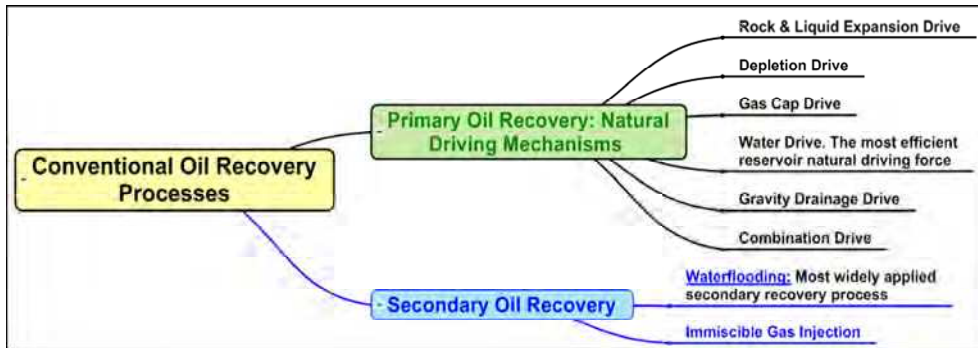 Rock & Liquid Expansion Drive
Depletion Drive
Gas Cap Drive
Primary Oil Recovery: Natural
Driving Mechanisms
Water Drive. The most efficient
reservoir natural driving force
Conventional Oil Recovery
Processes
Gravity Drainage Drive
Combination Drive
Waterflooding: Most widely applied
secondary recovery process
Secondary Oil Recovery
Immiscible Gas Injection